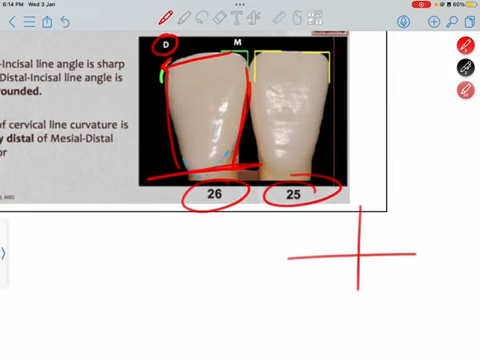 6:14 PM Wed 3 Jan
60%
-Incisal line angle is sharp
Distal-Incisal line angle is
rounded.
of cervical line curvature is
y distal of Mesial-Distal
or
D
M
26
25